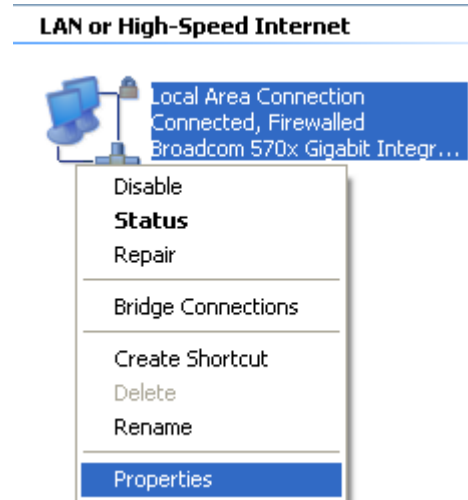 LAN or High-Speed Internet
Local Area Connection
Connected, Firewalled
Broadcom 570x Gigabit Integr...
Disable
Status
Repair
Bridge Connections
Create Shortcut
Delete
Rename
Properties